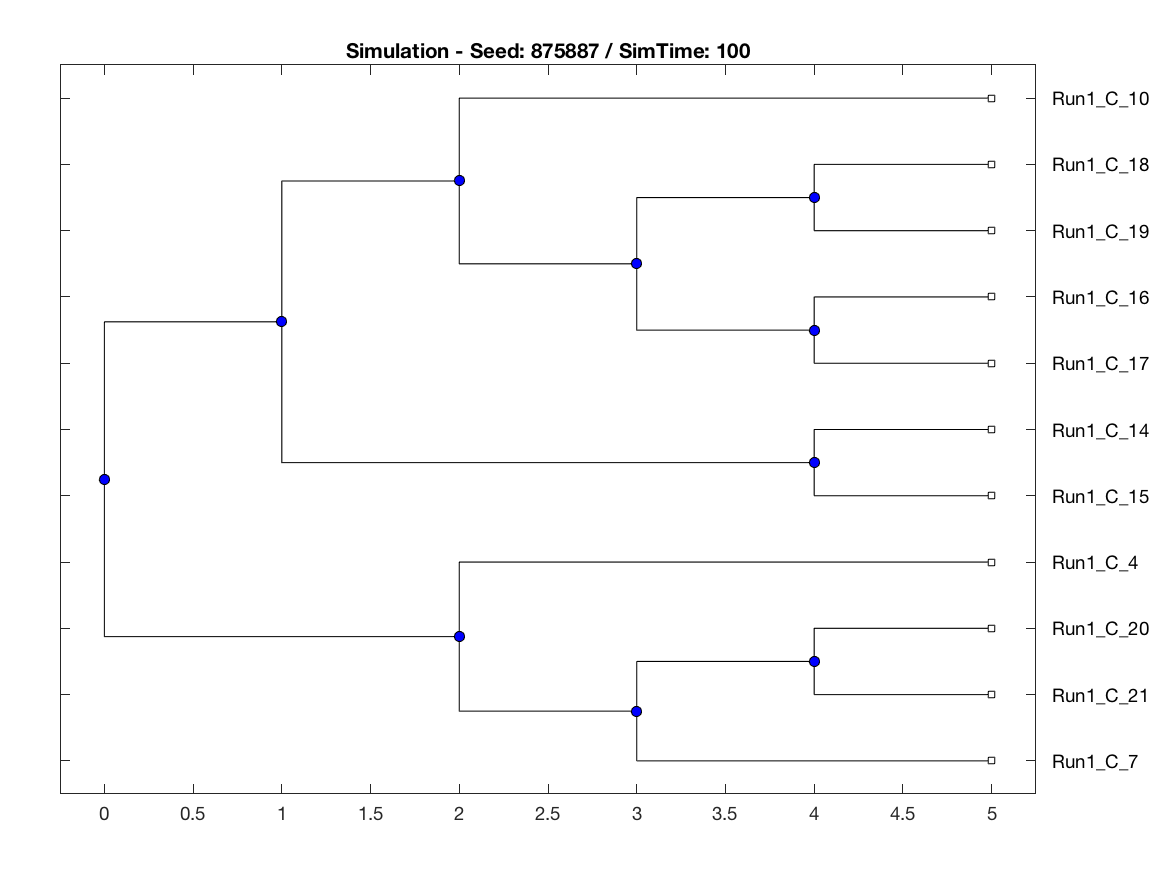 Simulation - Seed: 875887 / SimTime: 100
Run1_C_10
Run1_C_18
Run1_C_19
Run1_C_16
Run1_C_17
Run1_C_14
Run1_C_15
Run1_C_4
Run1_C_20
Run1_C_21
Run1_C_7
0 0.5 1 1.5 2 2.5 3 3.5 4 4.5 5